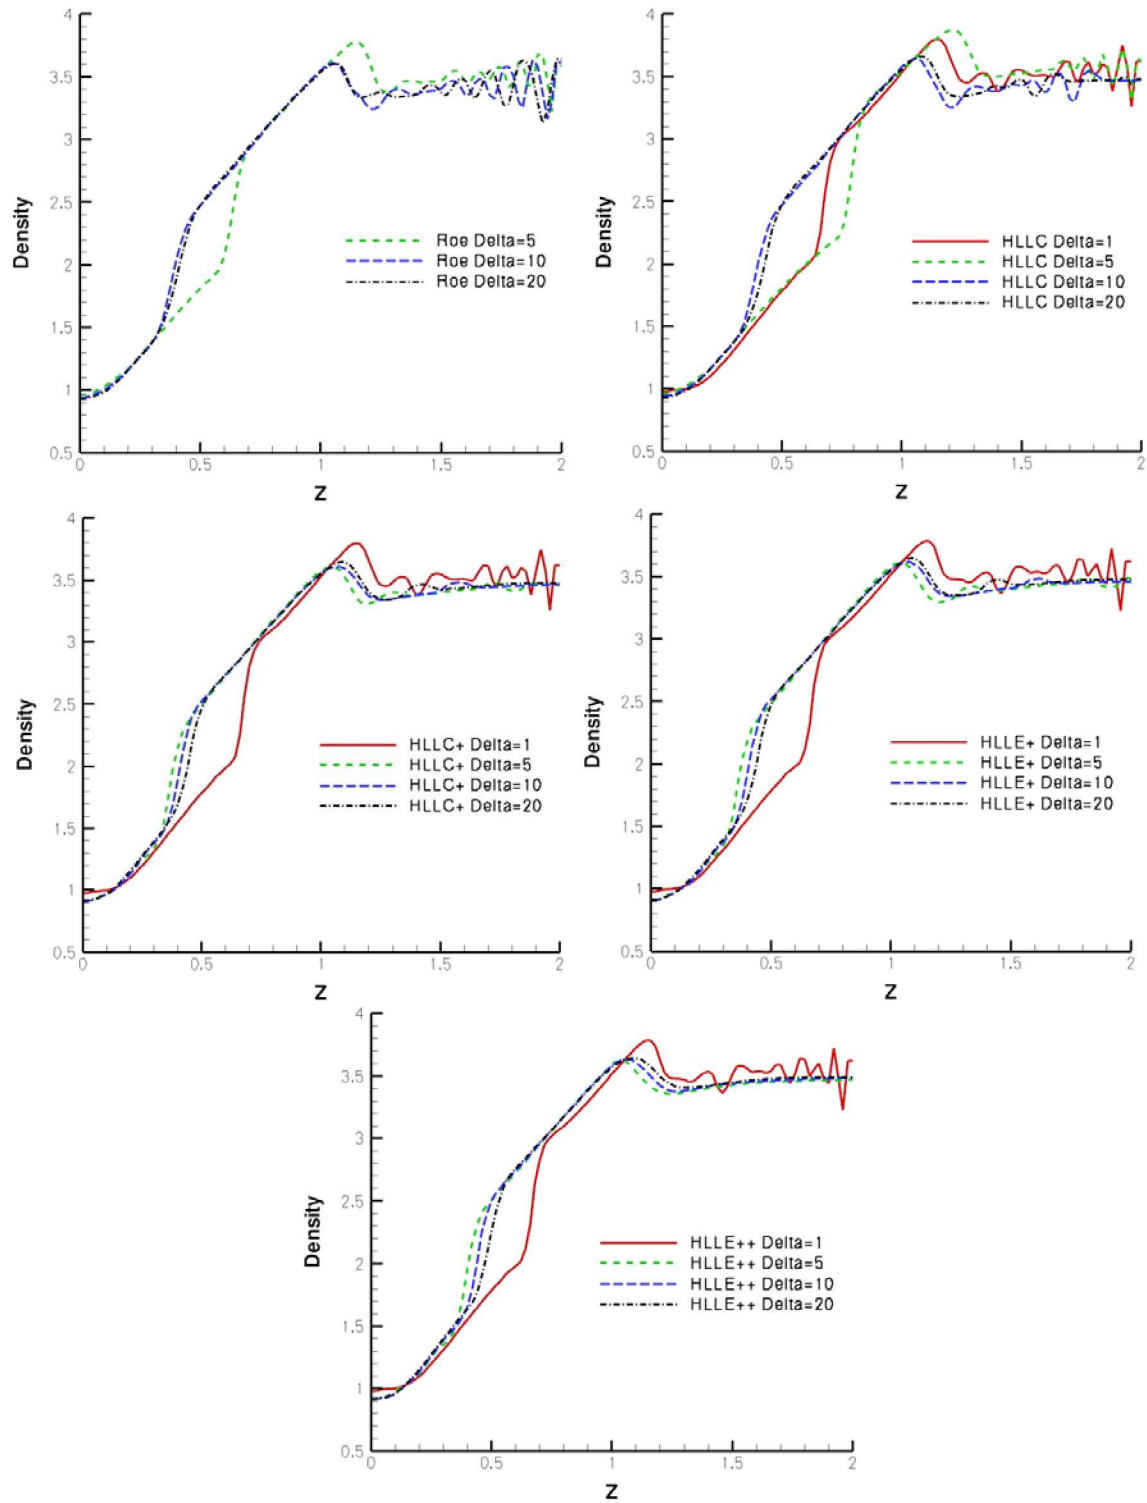 4
3.5
3
2.5
2
1.5
1
0.5
Density
Roe Delta=5
Roe Delta=10
Roe Delta=20
0
0.5
1
1.5
2
Z
4
3.5
3
2.5
2
1.5
1
0.5
Density
HLLC Delta=1
HLLC Delta=5
HLLC Delta=10
HLLC Delta=20
0
0.5
1
1.5
2
Z
4
3.5
3
2.5
2
1.5
1
0.5
Density
HLLC+ Delta=1
HLLC+ Delta=5
HLLC+ Delta=10
HLLC+ Delta=20
0
0.5
1
1.5
2
Z
4
3.5
3
2.5
2
1.5
1
0.5
Density
HLLE+ Delta=1
HLLE+ Delta=5
HLLE+ Delta=10
HLLE+ Delta=20
0
0.5
1
1.5
2
Z
4
3.5
3
2.5
2
1.5
1
0.5
Density
HLLE++ Delta=1
HLLE++ Delta=5
HLLE++ Delta=10
HLLE++ Delta=20
0
0.5
1
1.5
2
Z